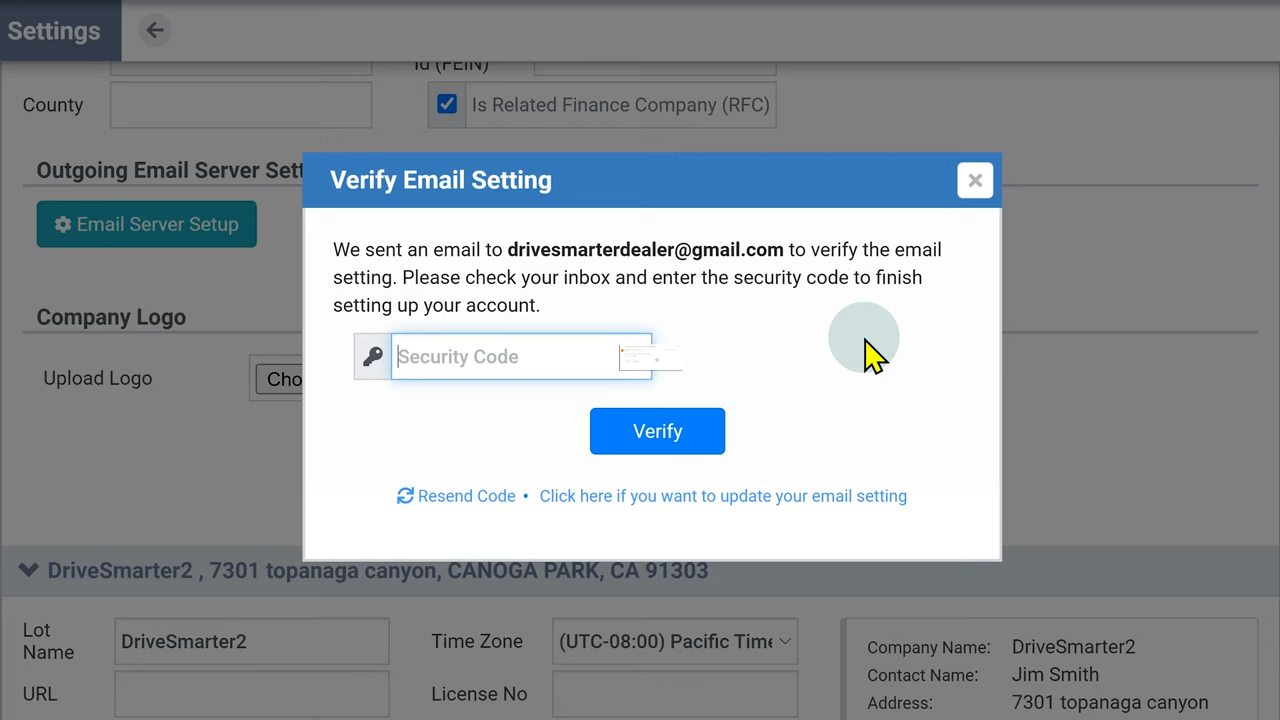 Settings
Id (FEIN)
County
Is Related Finance Company (RFC)
Outgoing Email Server Sett
Verify Email Setting
Email Server Setup
We sent an email to drivesmarterdealer@gmail.com to verify the email
setting. Please check your inbox and enter the security code to finish
setting up your account.
Company Logo
Security Code
Upload Logo
Cho
Verify
Resend Code • Click here if you want to update your email setting
DriveSmarter2 , 7301 topanaga canyon, CANOGA PARK, CA 91303
Lot
Name
DriveSmarter2
Time Zone
(UTC-08:00) Pacific Time
Company Name: DriveSmarter2
Contact Name: Jim Smith
URL
License No
Address: 7301 topanaga canyon